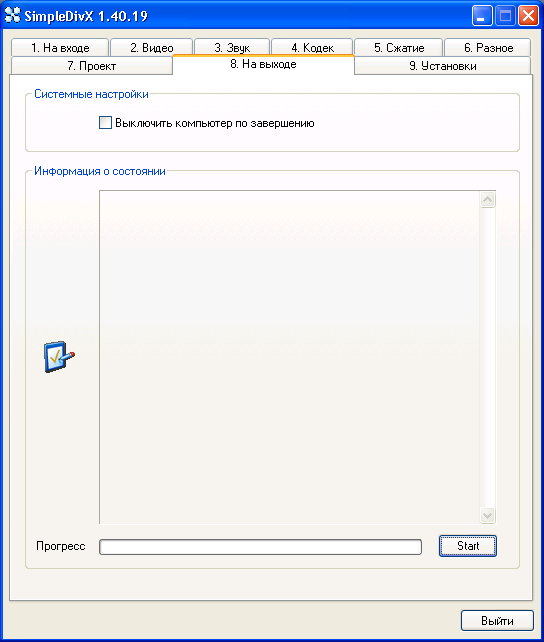 SimpleDivX 1.40.19
1. На входе 2. Видео 3. Звук 4. Кодек 5. Сжатие 6. Разное
7. Проект 8. На выходе 9. Установки
Системные настройки
Выключить компьютер по завершению
Информация о состоянии
Прогресс Start
Выйти